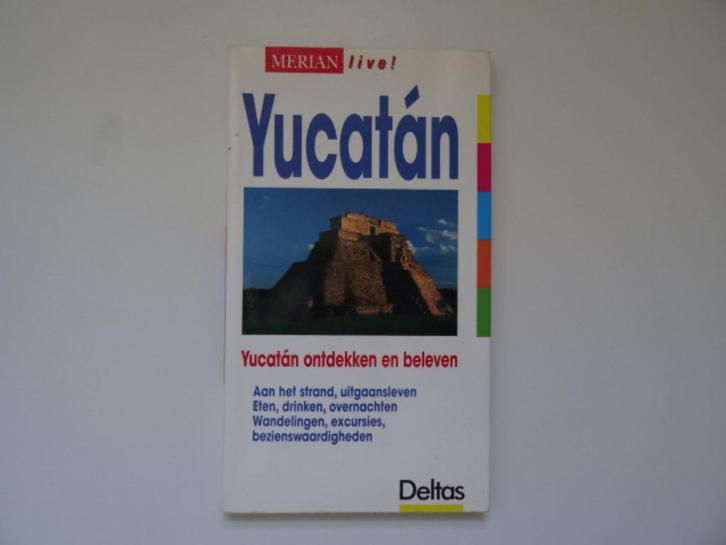 MERIAN live!
Yucatán
Yucatán ontdekken en beleven
Aan het strand, uitgaansleven
Eten, drinken, overnachten
Wandelingen, excursies,
bezienswaardigheden
Deltas